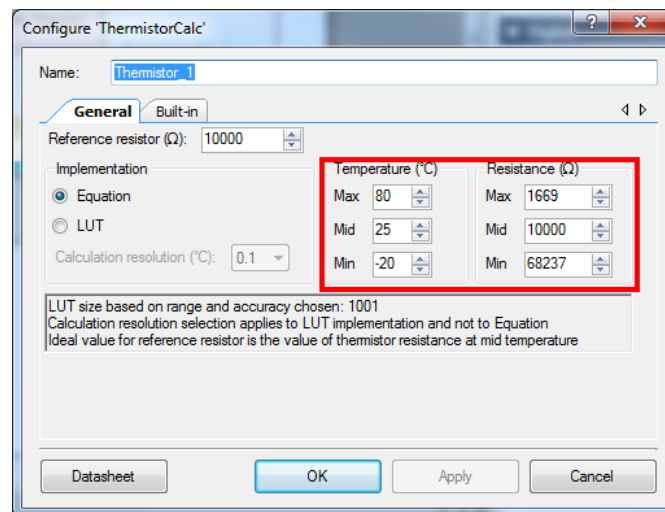 Configure 'ThermistorCalc'
Name: Thermistor_1
General Built-in
Reference resistor (Ω): 10000
Implementation
Equation
LUT
Calculation resolution (°C): 0.1
Temperature (°C)
Max 80
Mid 25
Min -20
Resistance (Ω)
Max 1669
Mid 10000
Min 68237
LUT size based on range and accuracy chosen: 1001
Calculation resolution selection applies to LUT implementation and not to Equation
Ideal value for reference resistor is the value of thermistor resistance at mid temperature
Datasheet OK Apply Cancel